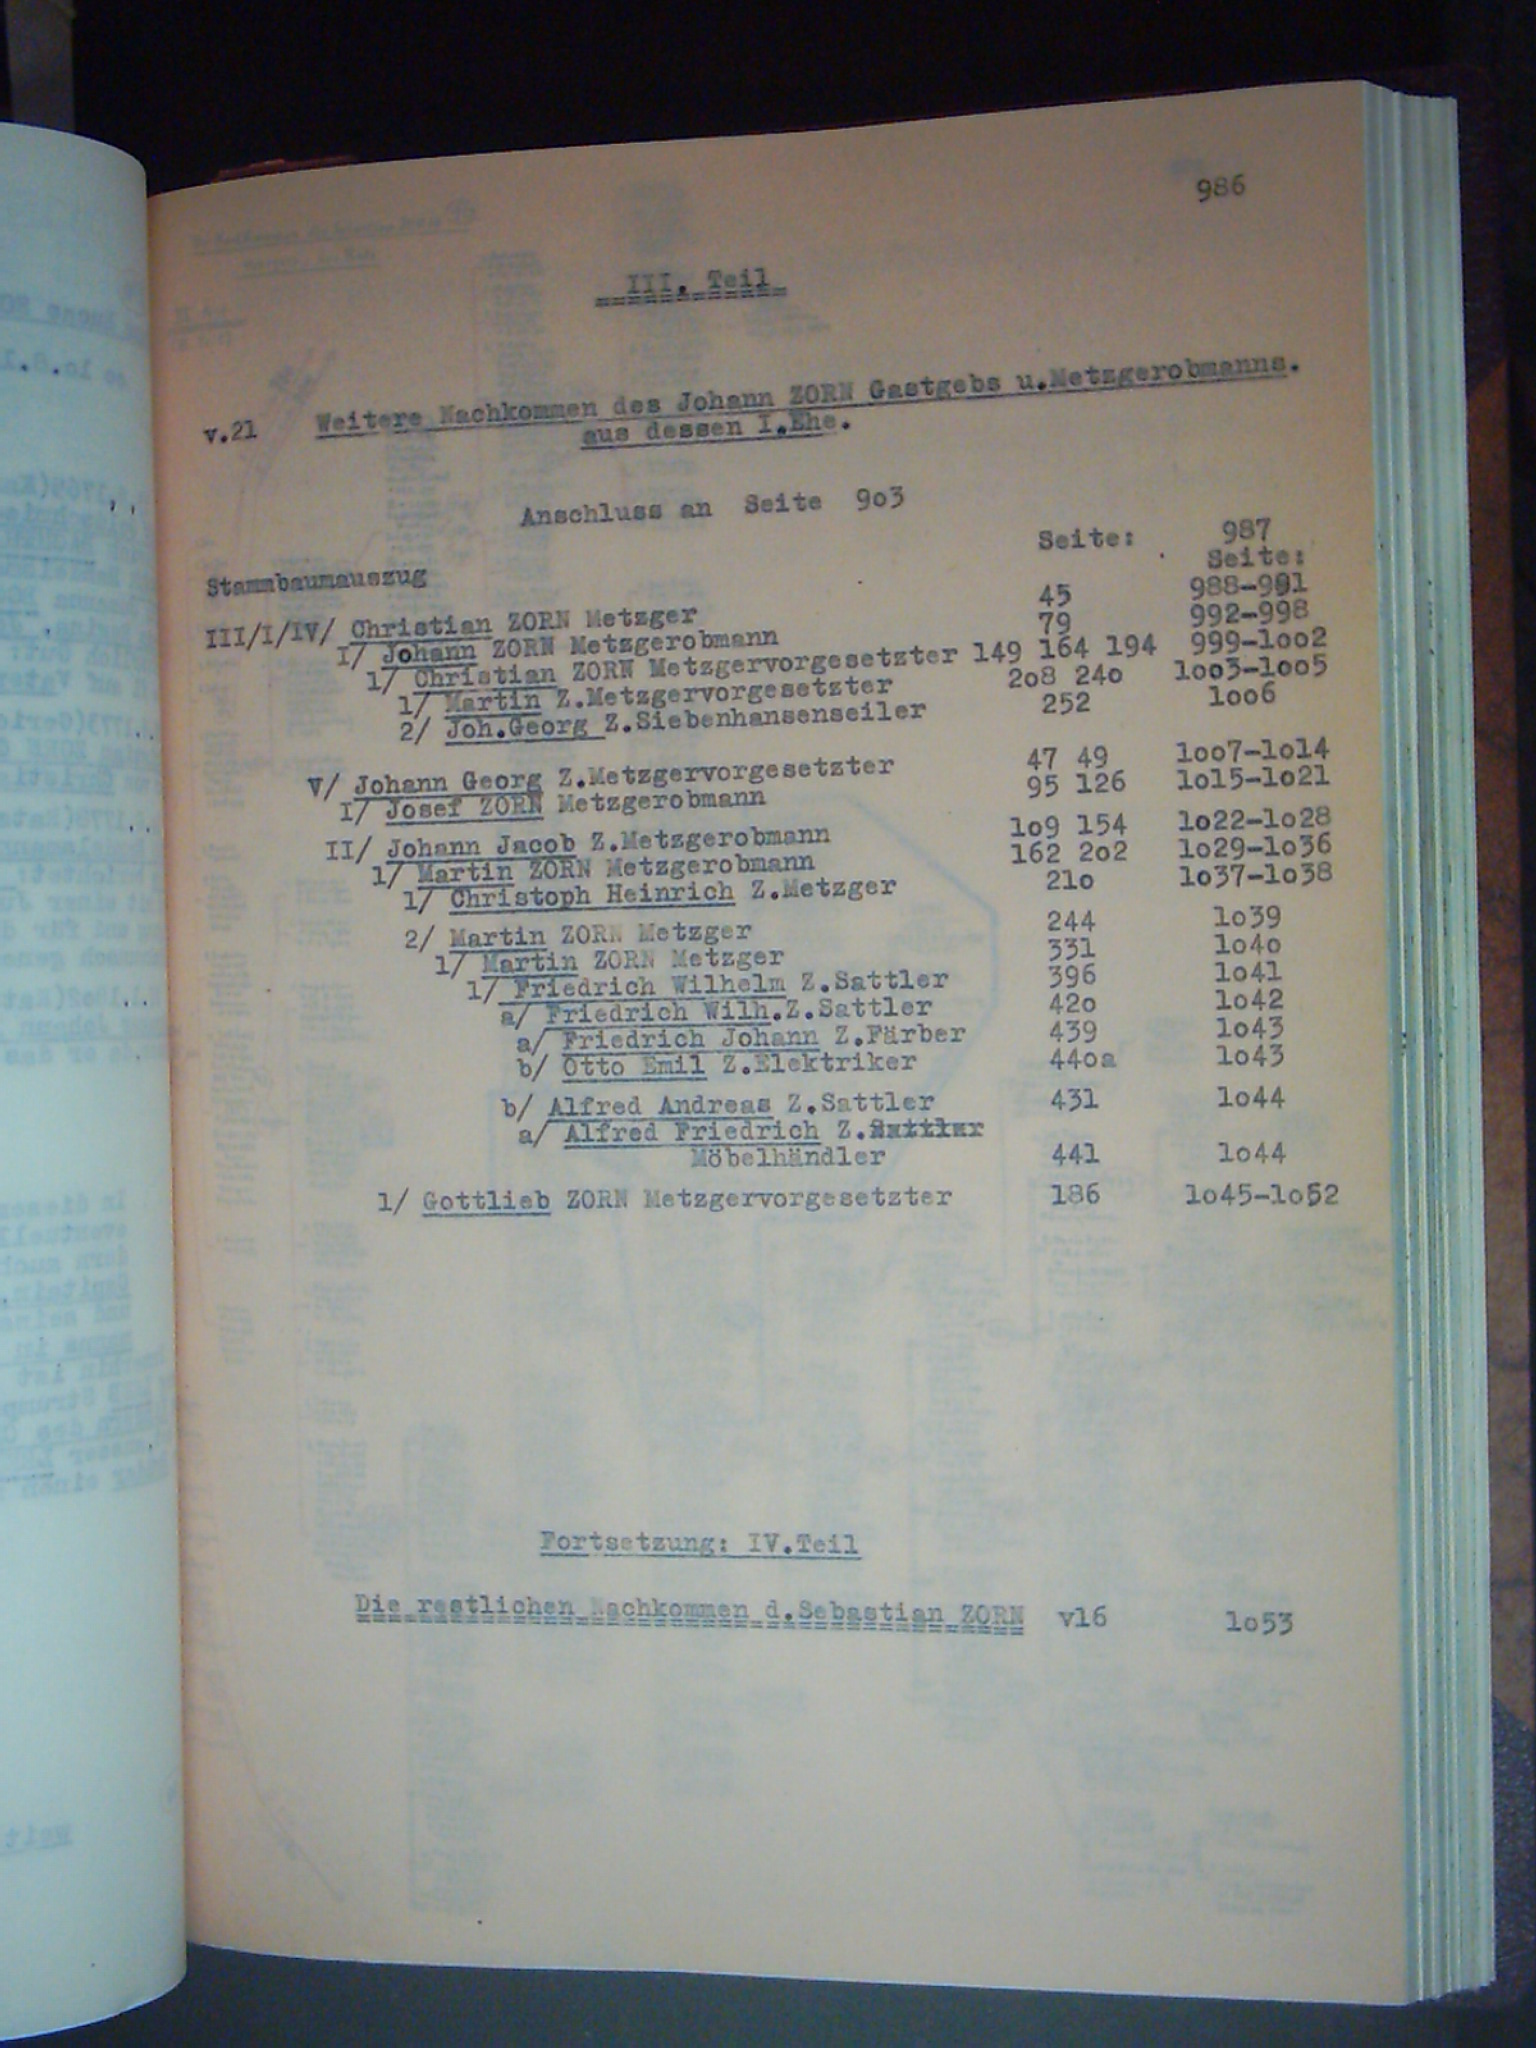 986
III. Teil
v.21 Weitere Nachkommen des Johann ZORN Gastgebs u.Metzgerobmanns.
aus dessen I.Ehe.
Anschluss an Seite 9o3
Stammbaumauszug Seite: 987
Seite:
III/I/IV/ Christian ZORN Metzger 45 988-991
I/ Johann ZORN Metzgerobmann 79 992-998
1/ Christian ZORN Metzgervorgesetzter 149 164 194 999-1oo2
1/ Martin Z.Metzgervorgesetzter 2o8 24o 1oo3-1oo5
2/ Joh.Georg Z.Siebenhansenseiler 252 1oo6
V/ Johann Georg Z.Metzgervorgesetzter 47 49 1oo7-1o14
I/ Josef ZORN Metzgerobmann 95 126 1o15-1o21
II/ Johann Jacob Z.Metzgerobmann 1o9 154 1o22-1o28
1/ Martin ZORN Metzgerobmann 162 2o2 1o29-1o36
1/ Christoph Heinrich Z.Metzger 21o 1o37-1o38
2/ Martin ZORN Metzger 244 1o39
1/ Martin ZORN Metzger 331 1o4o
1/ Friedrich Wilhelm Z.Sattler 396 1o41
a/ Friedrich Wilh.Z.Sattler 42o 1o42
a/ Friedrich Johann Z.Färber 439 1o43
b/ Otto Emil Z.Elektriker 44oa 1o43
b/ Alfred Andreas Z.Sattler 431 1o44
a/ Alfred Friedrich Z.Sattler
Möbelhändler 441 1o44
1/ Gottlieb ZORN Metzgervorgesetzter 186 1o45-1o52
Fortsetzung: IV.Teil
Die restlichen Nachkommen d.Sebastian ZORN v16 1o53